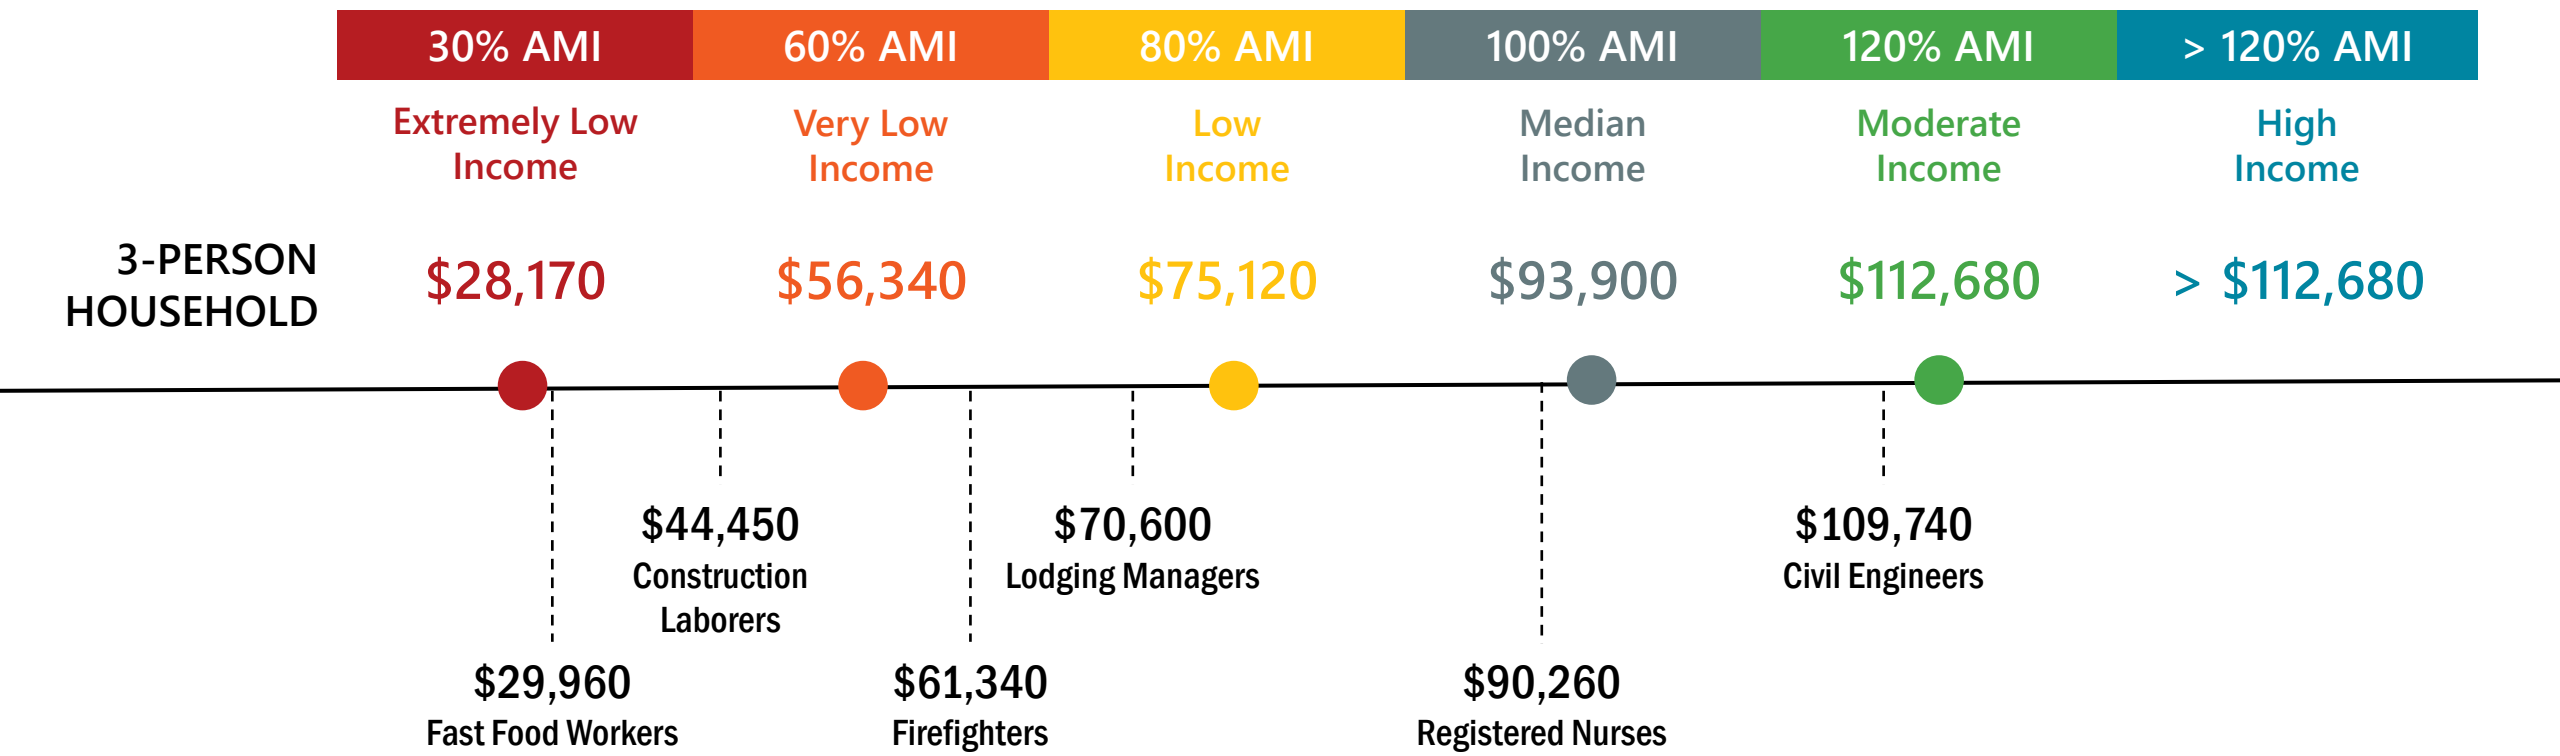 30% AMI
60% AMI
80% AMI
100% AMI
120% AMI
> 120% AMI
Extremely Low
Income
Very Low
Income
Low
Income
Median
Income
Moderate
Income
High
Income
3-PERSON
HOUSEHOLD
$28,170
$56,340
$75,120
$93,900
$112,680
> $112,680
$44,450
Construction
Laborers
$70,600
Lodging Managers
$109,740
Civil Engineers
$29,960
Fast Food Workers
$61,340
Firefighters
$90,260
Registered Nurses